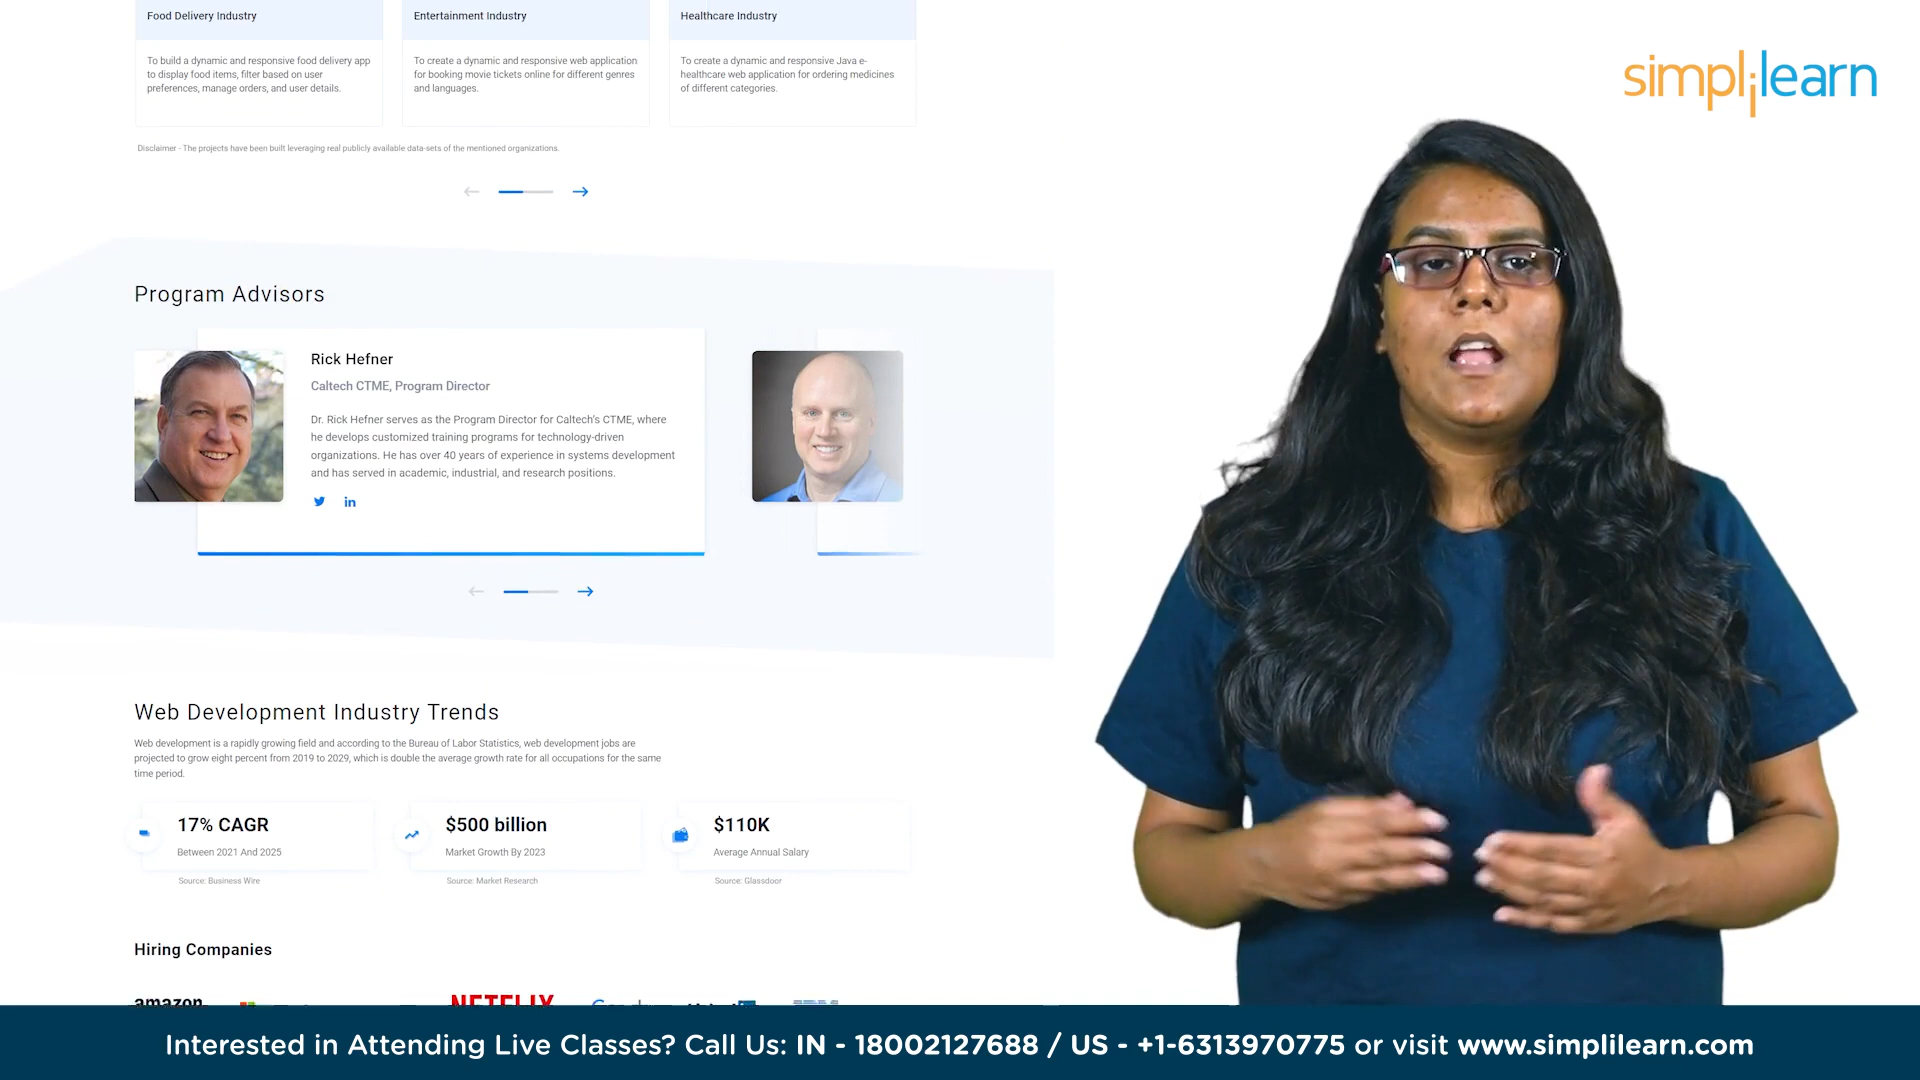 Food Delivery Industry
Entertainment Industry
Healthcare Industry
To build a dynamic and responsive food delivery app
to display food items, filter based on user
preferences, manage orders, and user details.
To create a dynamic and responsive web application
for booking movie tickets online for different genres
and languages.
To create a dynamic and responsive Java e-
healthcare web application for ordering medicines
of different categories.
Disclaimer - The projects have been built leveraging real publicly available data-sets of the mentioned organizations.
simplilearn
Program Advisors
Rick Hefner
Caltech CTME, Program Director
Dr. Rick Hefner serves as the Program Director for Caltech's CTME, where
he develops customized training programs for technology-driven
organizations. He has over 40 years of experience in systems development
and has served in academic, industrial, and research positions.
in
Web Development Industry Trends
Web development is a rapidly growing field and according to the Bureau of Labor Statistics, web development jobs are
projected to grow eight percent from 2019 to 2029, which is double the average growth rate for all occupations for the same
time period.
17% CAGR
Between 2021 And 2025
Source: Business Wire
$500 billion
Market Growth By 2023
Source: Market Research
$110K
Average Annual Salary
Source: Glassdoor
Hiring Companies
amazon
NETFLIX
Interested in Attending Live Classes? Call Us: IN - 18002127688 / US - +1-6313970775 or visit www.simplilearn.com